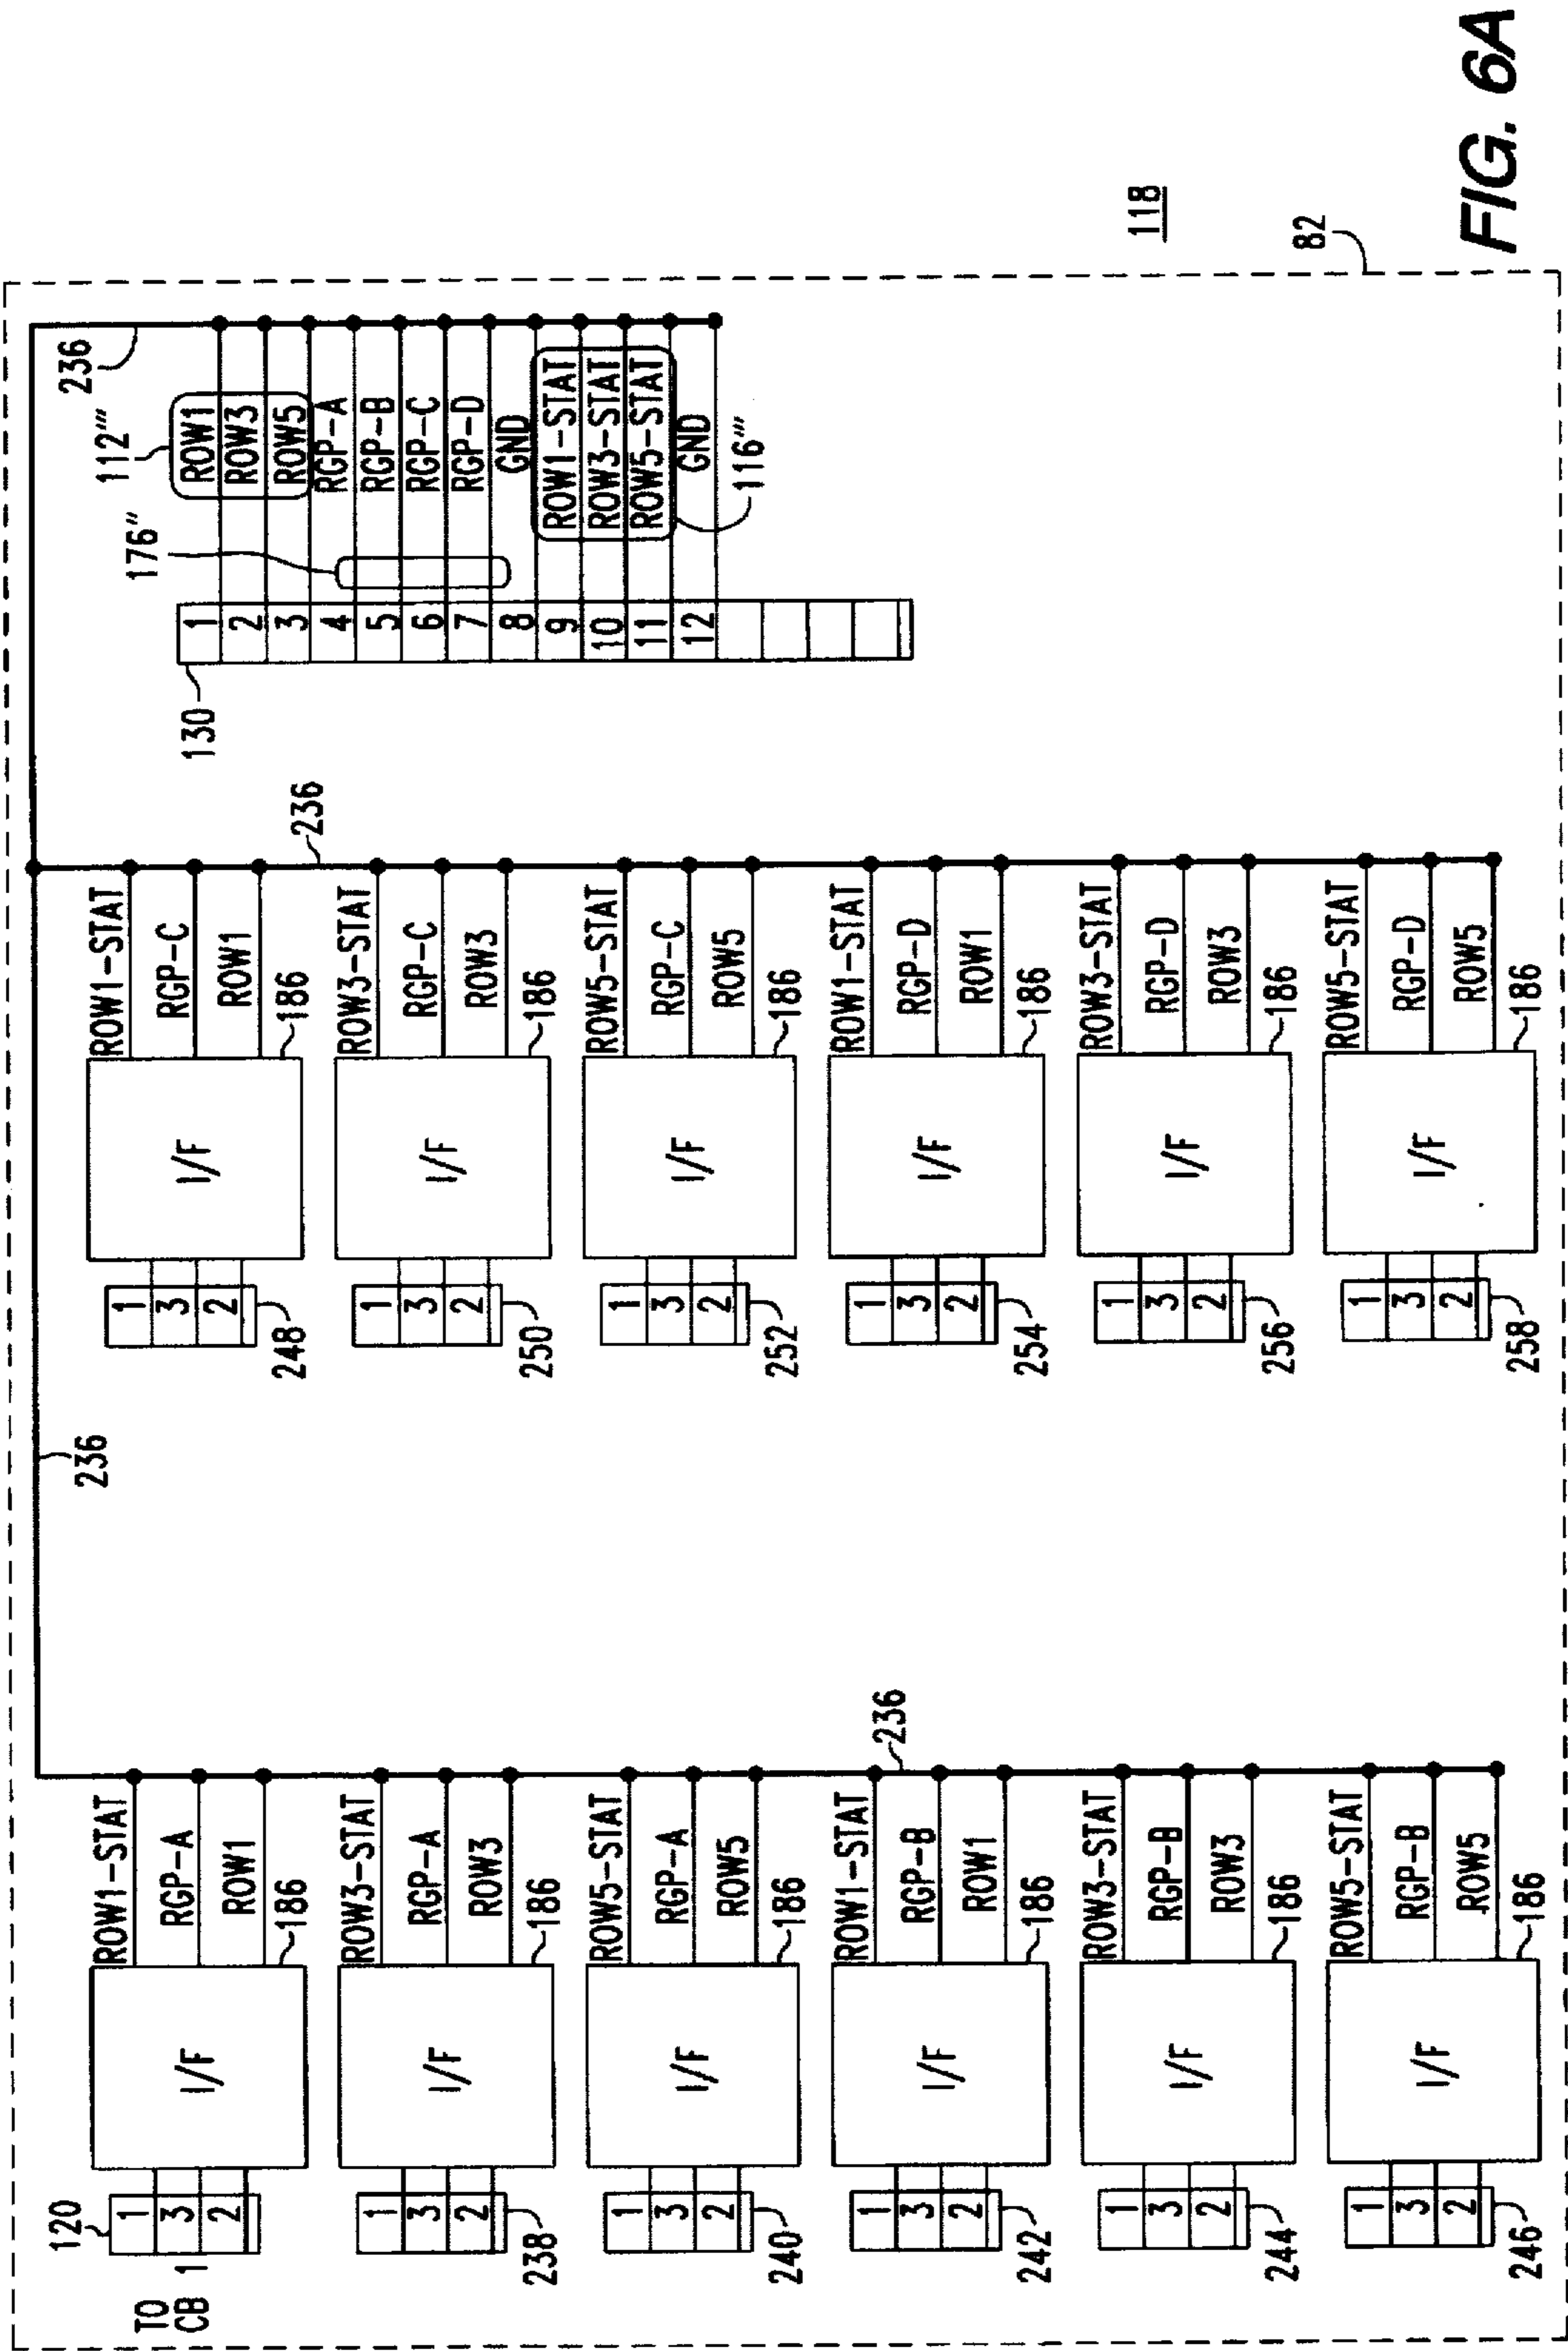 TO
CB 1
120
1
3
2
I/F
ROW1-STAT
RGP-A
ROW1
186
238
1
3
2
I/F
ROW3-STAT
RGP-A
ROW3
186
240
1
3
2
I/F
ROW5-STAT
RGP-A
ROW5
186
242
1
3
2
I/F
ROW1-STAT
RGP-B
ROW1
186
244
1
3
2
I/F
ROW3-STAT
RGP-B
ROW3
186
246
1
3
2
I/F
ROW5-STAT
RGP-B
ROW5
186
236
236
248
1
3
2
I/F
ROW1-STAT
RGP-C
ROW1
186
250
1
3
2
I/F
ROW3-STAT
RGP-C
ROW3
186
252
1
3
2
I/F
ROW5-STAT
RGP-C
ROW5
186
254
1
3
2
I/F
ROW1-STAT
RGP-D
ROW1
186
256
1
3
2
I/F
ROW3-STAT
RGP-D
ROW3
186
258
1
3
2
I/F
ROW5-STAT
RGP-D
ROW5
186
236
130
176"
112"'
236
1 ROW1
2 ROW3
3 ROW5
4 RGP-A
5 RGP-B
6 RGP-C
7 RGP-D
8 GND
9 ROW1-STAT
10 ROW3-STAT
11 ROW5-STAT
12 GND
116"'
118
82
FIG. 6A